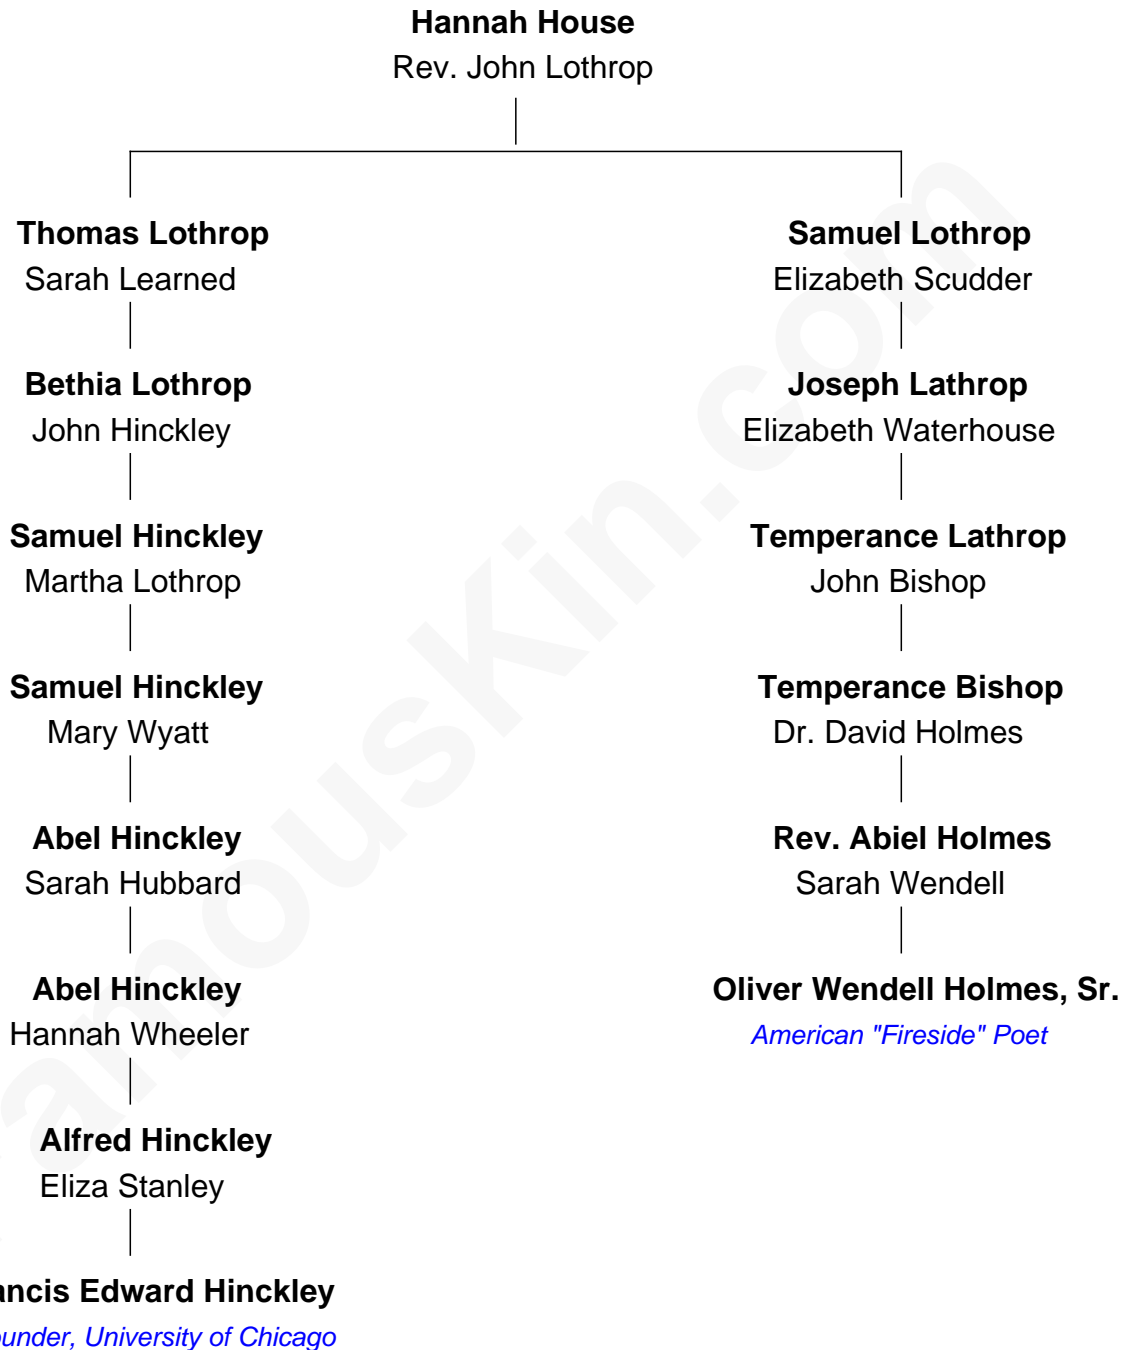 Hannah House
Rev. John Lothrop
Thomas Lothrop
Sarah Learned
Bethia Lothrop
John Hinckley
Samuel Hinckley
Martha Lothrop
Samuel Hinckley
Mary Wyatt
Abel Hinckley
Sarah Hubbard
Abel Hinckley
Hannah Wheeler
Alfred Hinckley
Eliza Stanley
ancis Edward Hinckley
ounder, University of Chicago
Samuel Lothrop
Elizabeth Scudder
Joseph Lathrop
Elizabeth Waterhouse
Temperance Lathrop
John Bishop
Temperance Bishop
Dr. David Holmes
Rev. Abiel Holmes
Sarah Wendell
Oliver Wendell Holmes, Sr.
American "Fireside" Poet
amouskin.com